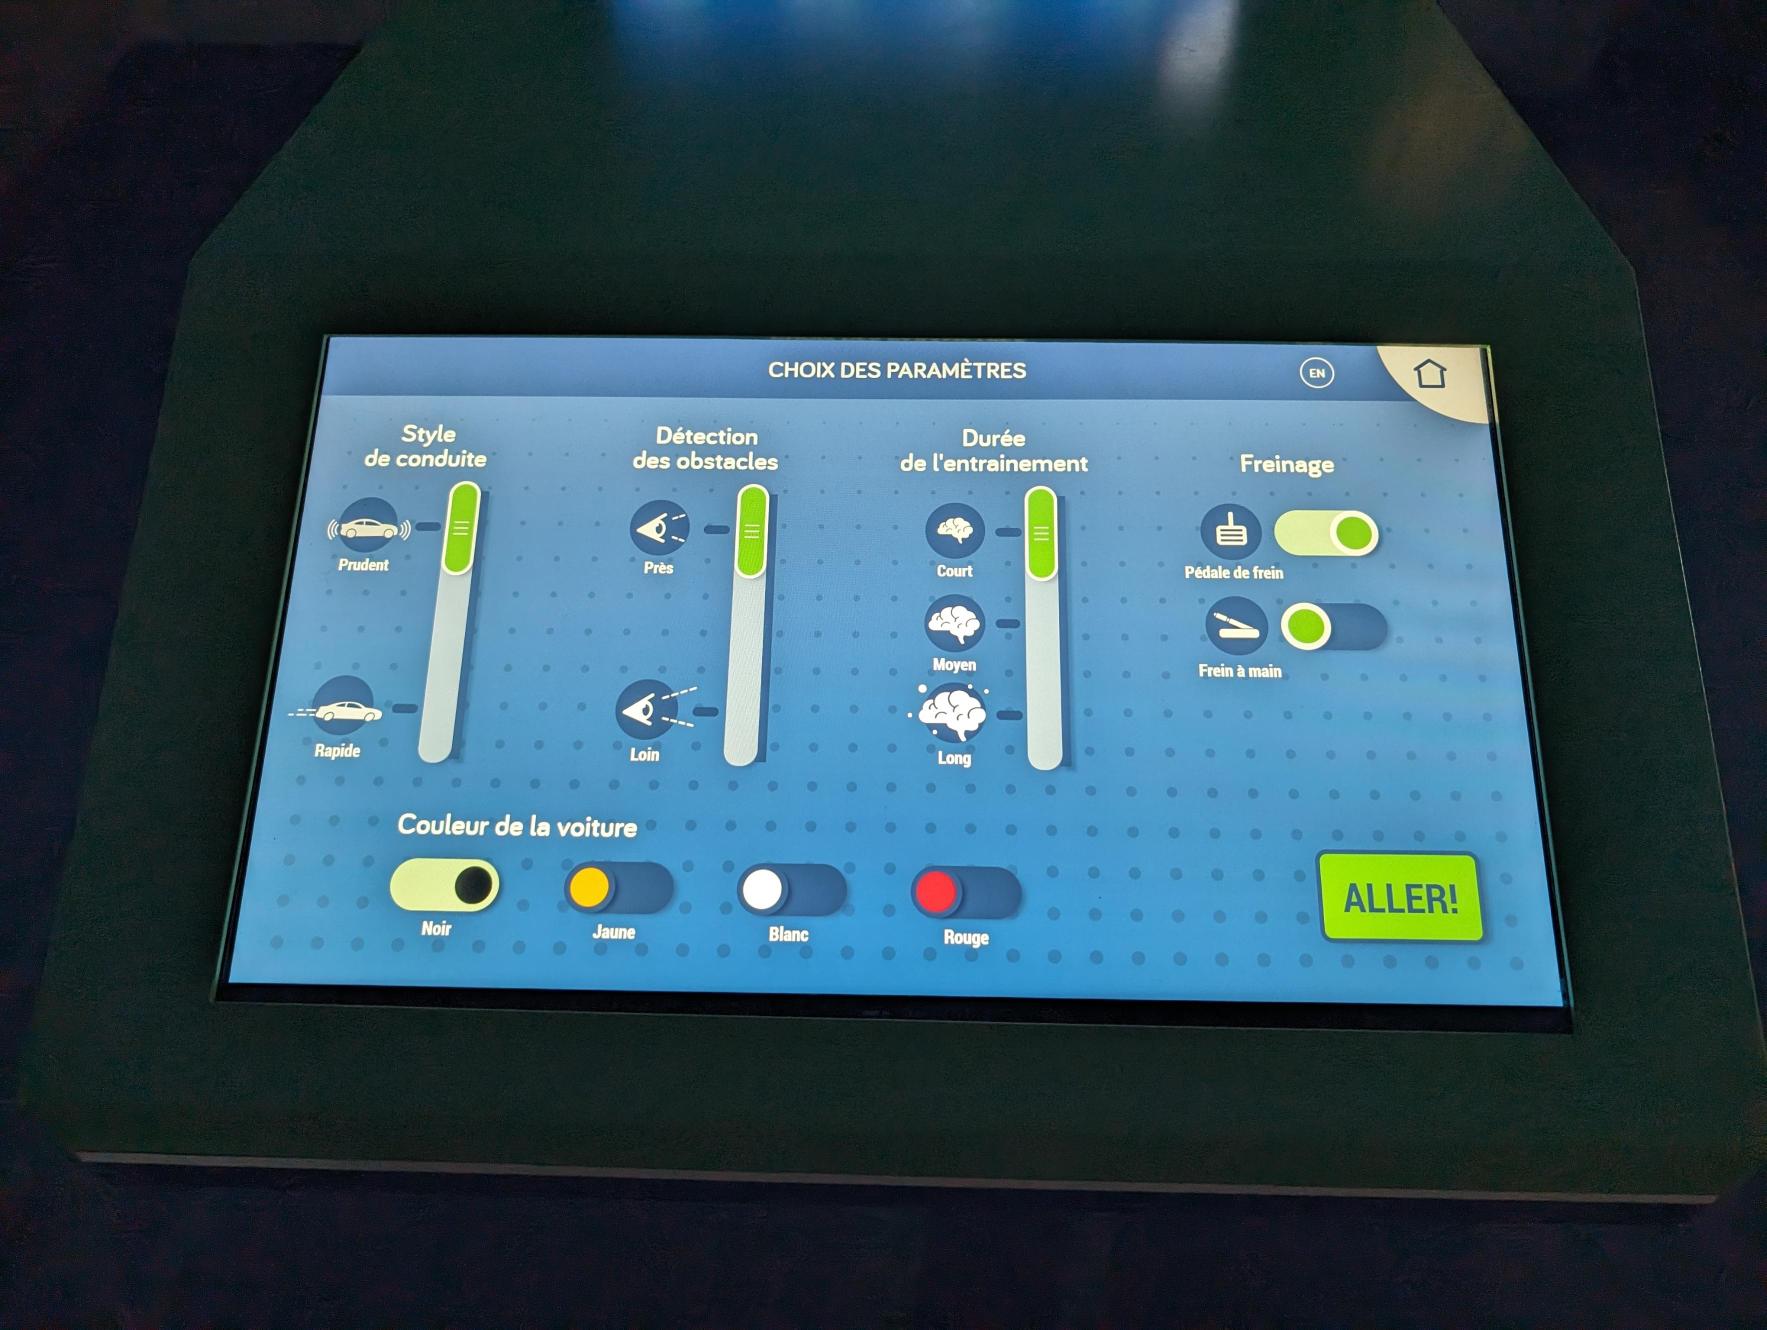 CHOIX DES PARAMÈTRES
EN
Style
de conduite
Prudent
Rapide
Détection
des obstacles
Près
Loin
Durée
de l'entrainement
Court
Moyen
Long
Freinage
Pédale de frein
Frein à main
Couleur de la voiture
Noir
Jaune
Blanc
Rouge
ALLER!